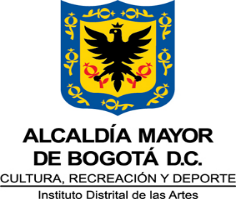 ALCALDÍA MAYOR
DE BOGOTÁ D.C.
CULTURA, RECREACIÓN Y DEPORTE
Instituto Distrital de las Artes